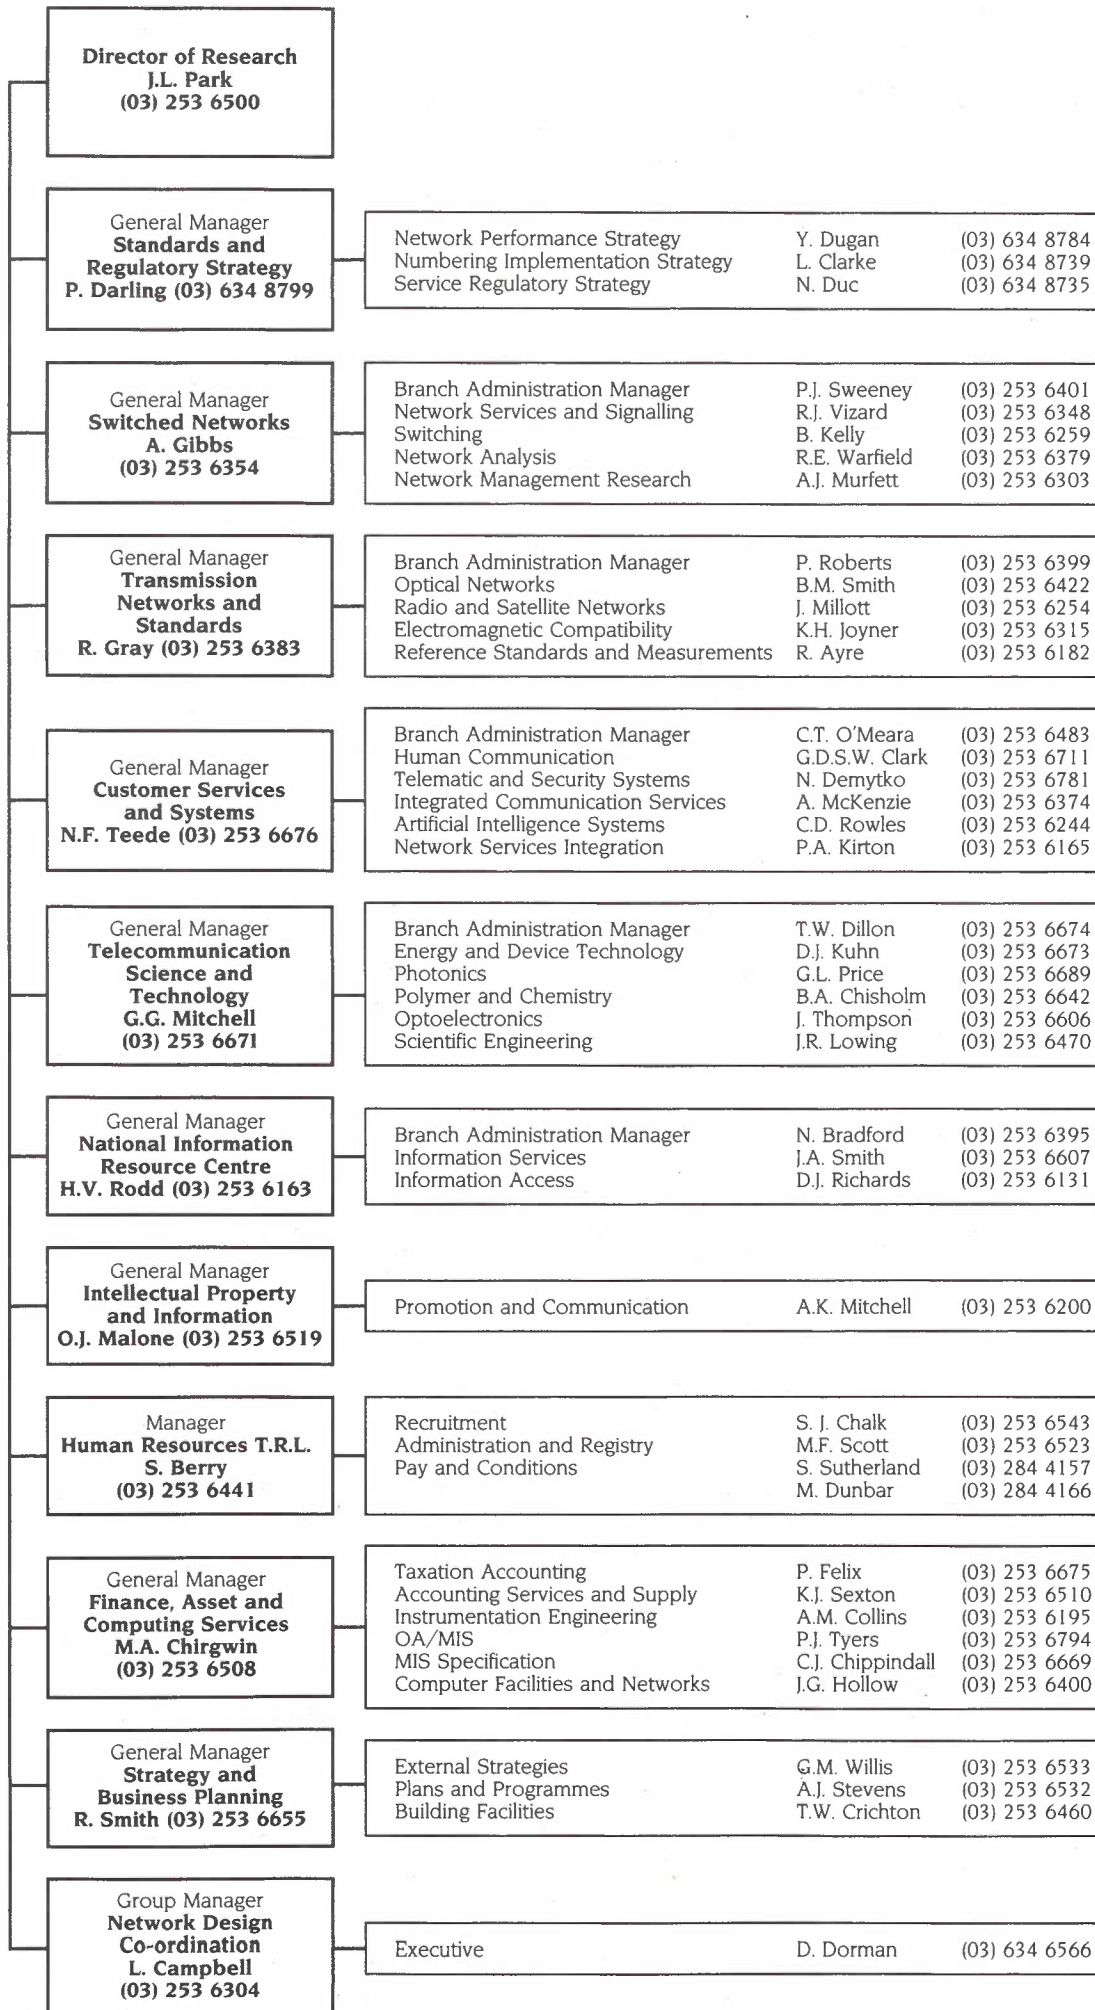 Director of Research
J.L. Park
(03) 253 6500
General Manager
Standards and
Regulatory Strategy
P. Darling (03) 634 8799
Network Performance Strategy Y. Dugan (03) 634 8784
Numbering Implementation Strategy L. Clarke (03) 634 8739
Service Regulatory Strategy N. Duc (03) 634 8735
General Manager
Switched Networks
A. Gibbs
(03) 253 6354
Branch Administration Manager P.J. Sweeney (03) 253 6401
Network Services and Signalling R.J. Vizard (03) 253 6348
Switching B. Kelly (03) 253 6259
Network Analysis R.E. Warfield (03) 253 6379
Network Management Research A.J. Murfett (03) 253 6303
General Manager
Transmission
Networks and
Standards
R. Gray (03) 253 6383
Branch Administration Manager P. Roberts (03) 253 6399
Optical Networks B.M. Smith (03) 253 6422
Radio and Satellite Networks J. Millott (03) 253 6254
Electromagnetic Compatibility K.H. Joyner (03) 253 6315
Reference Standards and Measurements R. Ayre (03) 253 6182
General Manager
Customer Services
and Systems
N.F. Teede (03) 253 6676
Branch Administration Manager C.T. O'Meara (03) 253 6483
Human Communication G.D.S.W. Clark (03) 253 6711
Telematic and Security Systems N. Demytko (03) 253 6781
Integrated Communication Services A. McKenzie (03) 253 6374
Artificial Intelligence Systems C.D. Rowles (03) 253 6244
Network Services Integration P.A. Kirton (03) 253 6165
General Manager
Telecommunication
Science and
Technology
G.G. Mitchell
(03) 253 6671
Branch Administration Manager T.W. Dillon (03) 253 6674
Energy and Device Technology D.J. Kuhn (03) 253 6673
Photonics G.L. Price (03) 253 6689
Polymer and Chemistry B.A. Chisholm (03) 253 6642
Optoelectronics J. Thompson (03) 253 6606
Scientific Engineering J.R. Lowing (03) 253 6470
General Manager
National Information
Resource Centre
H.V. Rodd (03) 253 6163
Branch Administration Manager N. Bradford (03) 253 6395
Information Services J.A. Smith (03) 253 6607
Information Access D.J. Richards (03) 253 6131
General Manager
Intellectual Property
and Information
O.J. Malone (03) 253 6519
Promotion and Communication A.K. Mitchell (03) 253 6200
Manager
Human Resources T.R.L.
S. Berry
(03) 253 6441
Recruitment S. J. Chalk (03) 253 6543
Administration and Registry M.F. Scott (03) 253 6523
Pay and Conditions S. Sutherland (03) 284 4157
M. Dunbar (03) 284 4166
General Manager
Finance, Asset and
Computing Services
M.A. Chirgwin
(03) 253 6508
Taxation Accounting P. Felix (03) 253 6675
Accounting Services and Supply K.J. Sexton (03) 253 6510
Instrumentation Engineering A.M. Collins (03) 253 6195
OA/MIS P.J. Tyers (03) 253 6794
MIS Specification C.J. Chippindall (03) 253 6669
Computer Facilities and Networks J.G. Hollow (03) 253 6400
General Manager
Strategy and
Business Planning
R. Smith (03) 253 6655
External Strategies G.M. Willis (03) 253 6533
Plans and Programmes A.J. Stevens (03) 253 6532
Building Facilities T.W. Crichton (03) 253 6460
Group Manager
Network Design
Co-ordination
L. Campbell
(03) 253 6304
Executive D. Dorman (03) 634 6566